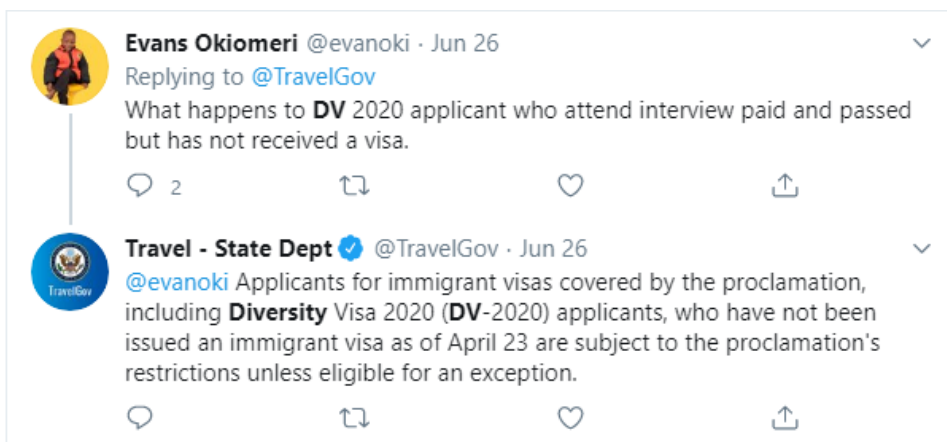 Evans Okiomeri @evanoki · Jun 26
Replying to @TravelGov
What happens to DV 2020 applicant who attend interview paid and passed
but has not received a visa.
2
Travel - State Dept @TravelGov · Jun 26
TravelGov
@evanoki Applicants for immigrant visas covered by the proclamation,
including Diversity Visa 2020 (DV-2020) applicants, who have not been
issued an immigrant visa as of April 23 are subject to the proclamation's
restrictions unless eligible for an exception.